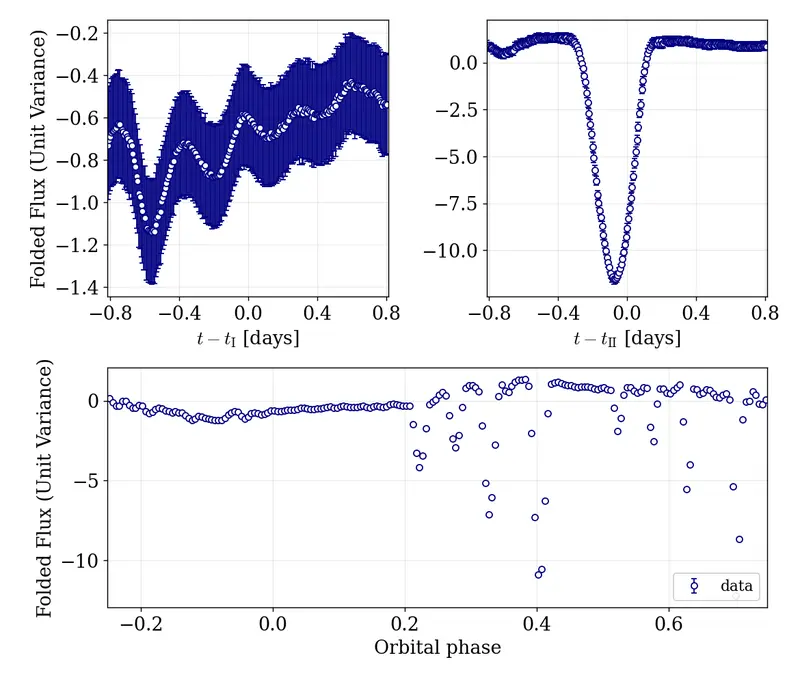 Folded Flux (Unit Variance)
−0.2
−0.4
−0.6
−0.8
−1.0
−1.2
−1.4
−0.8 −0.4 0.0 0.4 0.8
t − t_I [days]
0.0
−2.5
−5.0
−7.5
−10.0
−0.8 −0.4 0.0 0.4 0.8
t − t_II [days]
Folded Flux (Unit Variance)
0
−5
−10
−0.2 0.0 0.2 0.4 0.6
Orbital phase
data